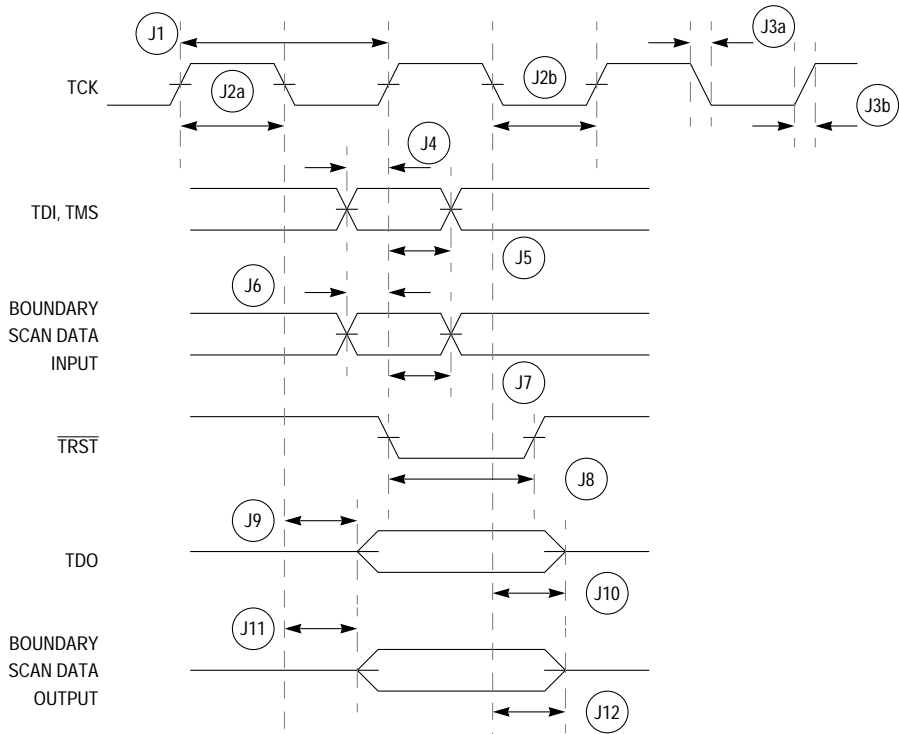 J1
J3a
TCK
J2a
J2b
J3b
J4
TDI, TMS
J5
J6
BOUNDARY
SCAN DATA
INPUT
J7
TRST
J8
J9
TDO
J10
J11
BOUNDARY
SCAN DATA
OUTPUT
J12